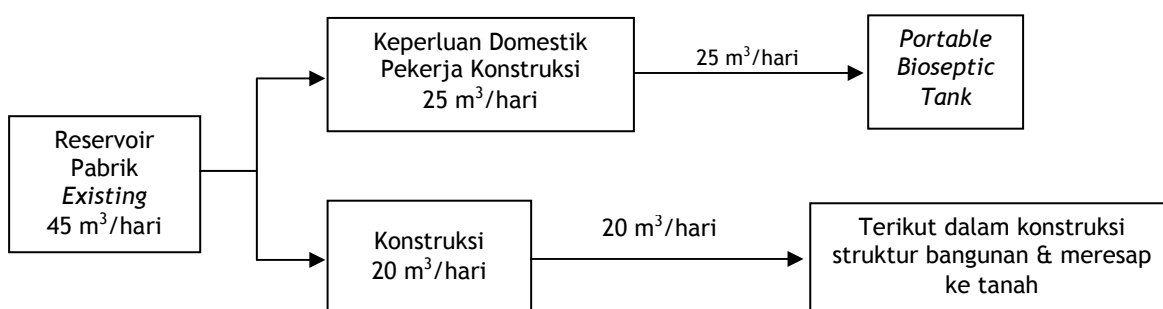 Reservoir
Pabrik
Existing
45 m³/hari
Keperluan Domestik
Pekerja Konstruksi
25 m³/hari
25 m³/hari
Portable
Bioseptic
Tank
Konstruksi
20 m³/hari
20 m³/hari
Terikut dalam konstruksi
struktur bangunan & meresap
ke tanah